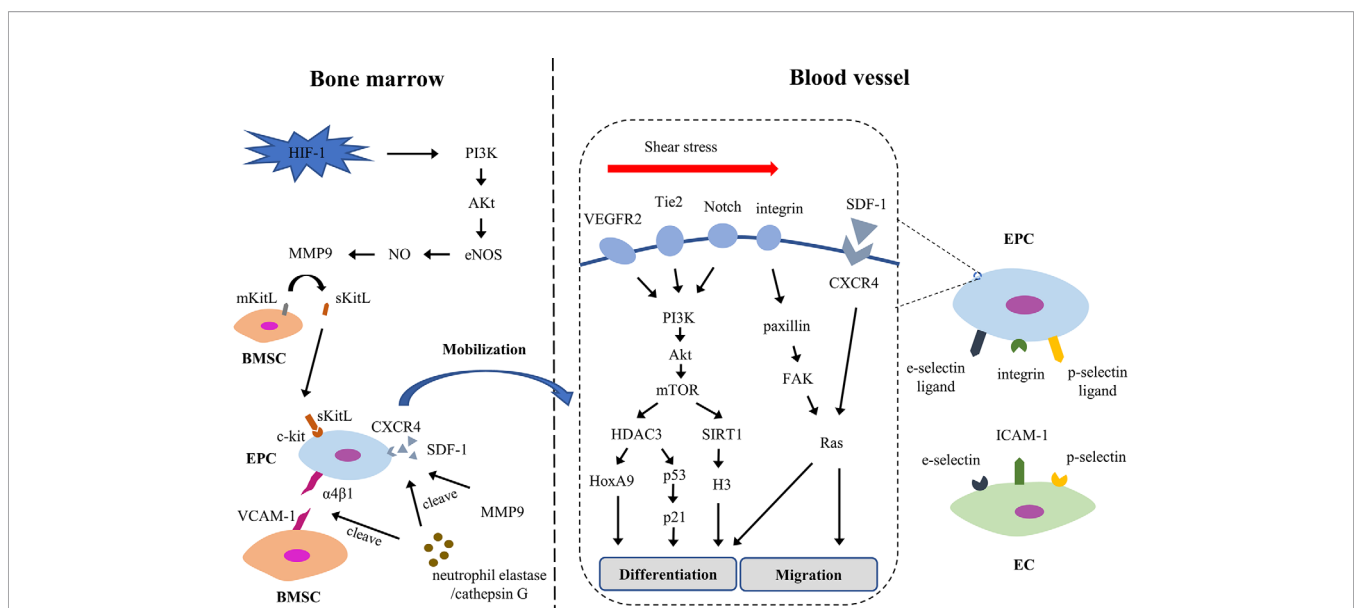 Bone marrow
HIF-1
PI3K
AKt
eNOS
NO
MMP9
mKitL
sKitL
BMSC
Mobilization
sKitL
c-kit
CXCR4
SDF-1
EPC
α4β1
cleave
MMP9
VCAM-1
cleave
neutrophil elastase
/cathepsin G
BMSC
Blood vessel
Shear stress
VEGFR2
Tie2
Notch
integrin
SDF-1
CXCR4
PI3K
Akt
mTOR
paxillin
FAK
HDAC3
SIRT1
Ras
HoxA9
p53
H3
p21
Differentiation
Migration
EPC
e-selectin
ligand
integrin
p-selectin
ligand
ICAM-1
e-selectin
p-selectin
EC